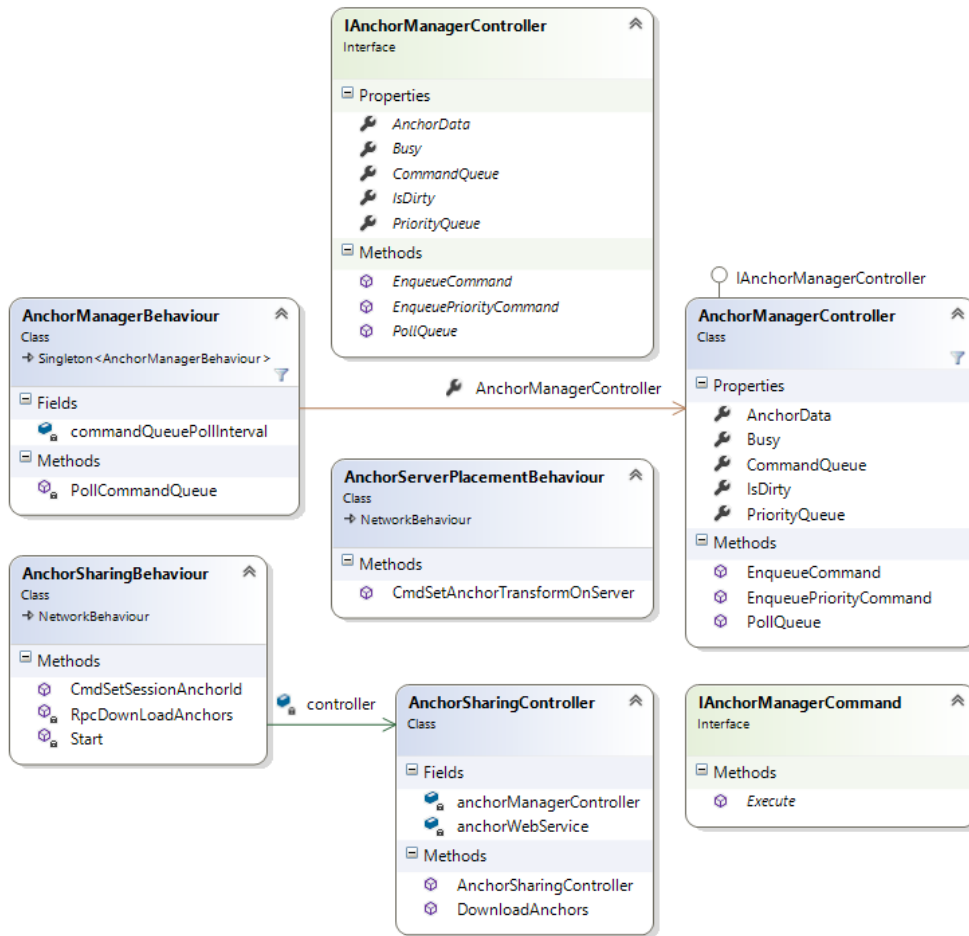 IAnchorManagerController
Interface
Properties
AnchorData
Busy
CommandQueue
IsDirty
PriorityQueue
Methods
EnqueueCommand
EnqueuePriorityCommand
PollQueue
AnchorManagerBehaviour
Class
Singleton<AnchorManagerBehaviour>
Fields
commandQueuePollInterval
Methods
PollCommandQueue
AnchorManagerController
IAnchorManagerController
AnchorManagerController
Class
Properties
AnchorData
Busy
CommandQueue
IsDirty
PriorityQueue
Methods
EnqueueCommand
EnqueuePriorityCommand
PollQueue
AnchorServerPlacementBehaviour
Class
NetworkBehaviour
Methods
CmdSetAnchorTransformOnServer
AnchorSharingBehaviour
Class
NetworkBehaviour
Methods
CmdSetSessionAnchorId
RpcDownLoadAnchors
Start
controller
AnchorSharingController
Class
Fields
anchorManagerController
anchorWebService
Methods
AnchorSharingController
DownloadAnchors
IAnchorManagerCommand
Interface
Methods
Execute